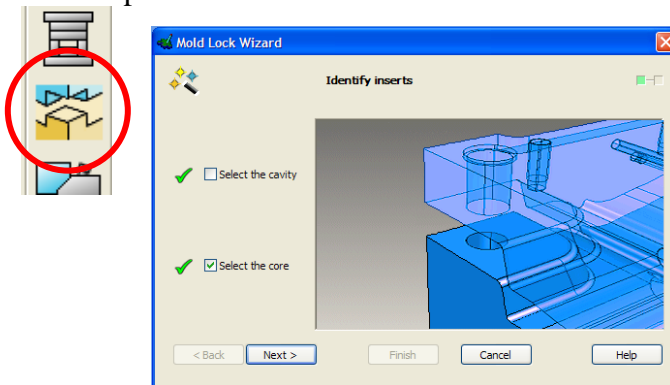 Mold Lock Wizard
Identify inserts
Select the cavity
Select the core
< Back Next > Finish Cancel Help